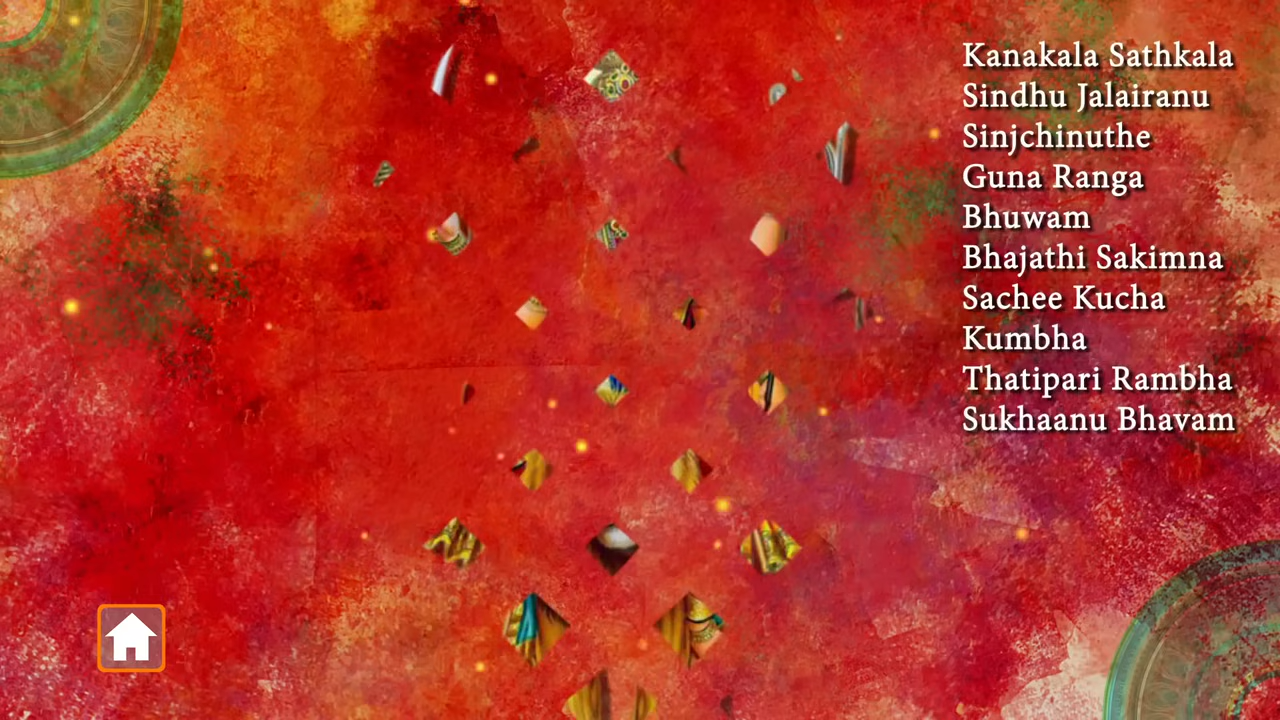 Kanakala Sathkala
Sindhu Jalairanu
Sinjchinuthe
Guna Ranga
Bhuwam
Bhajathi Sakimna
Sachee Kucha
Kumbha
Thatipari Rambha
Sukhaanu Bhavam